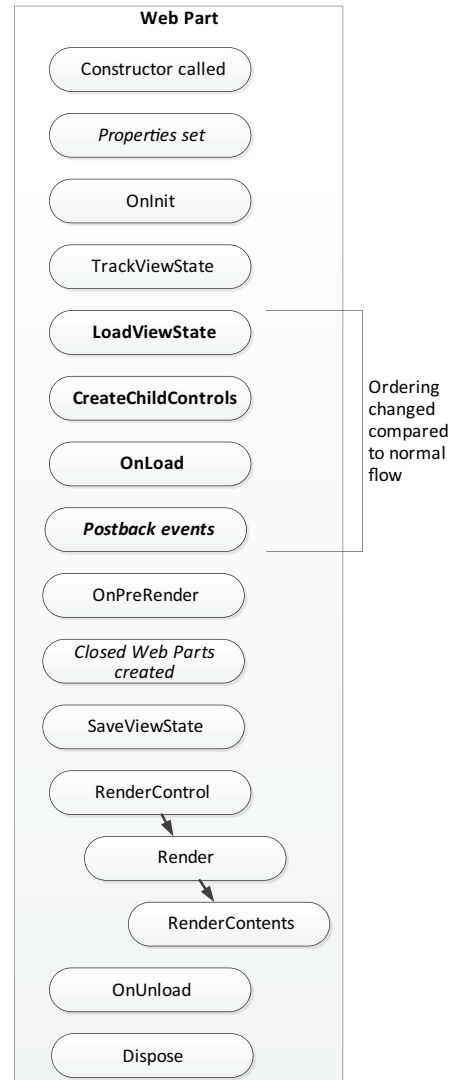 Web Part
Constructor called
Properties set
OnInit
TrackViewState
LoadViewState
CreateChildControls
OnLoad
Postback events
Ordering
changed
compared
to normal
flow
OnPreRender
Closed Web Parts
created
SaveViewState
RenderControl
Render
RenderContents
OnUnload
Dispose